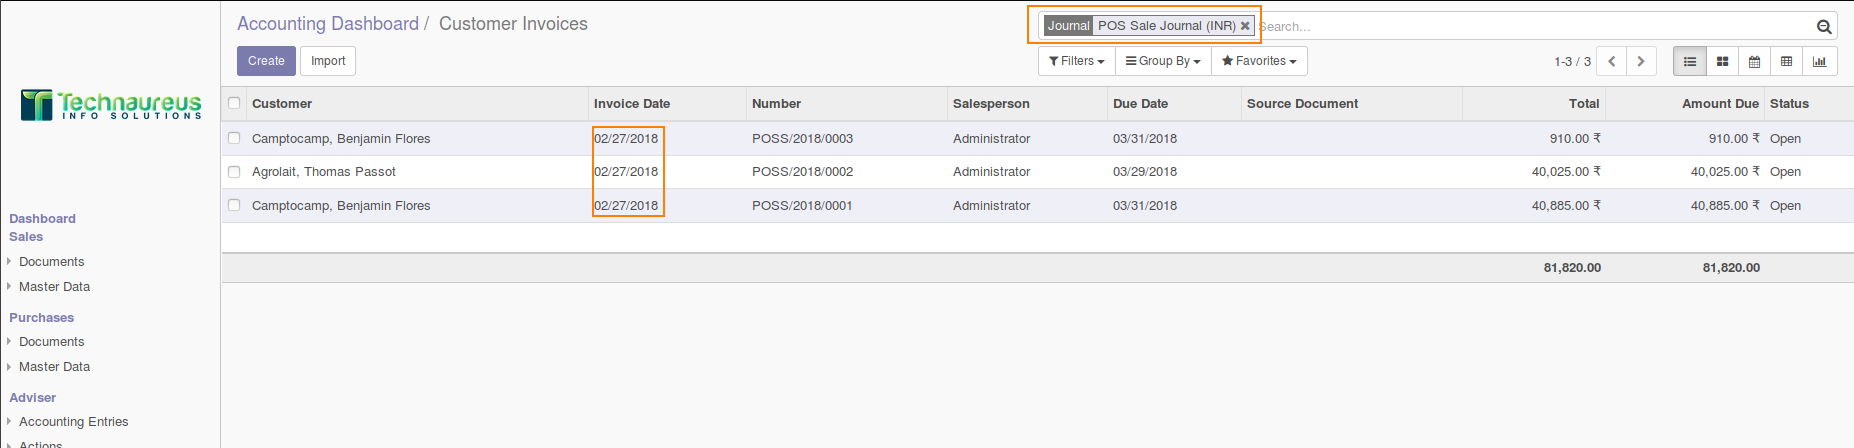 Accounting Dashboard / Customer Invoices
Journal POS Sale Journal (INR) Search...
Create Import
Filters Group By Favorites 1-3 / 3
Technaureus
INFO SOLUTIONS
Customer Invoice Date Number Salesperson Due Date Source Document Total Amount Due Status
Camptocamp, Benjamin Flores 02/27/2018 POSS/2018/0003 Administrator 03/31/2018 910.00 ₹ 910.00 ₹ Open
Agrolait, Thomas Passot 02/27/2018 POSS/2018/0002 Administrator 03/29/2018 40,025.00 ₹ 40,025.00 ₹ Open
Camptocamp, Benjamin Flores 02/27/2018 POSS/2018/0001 Administrator 03/31/2018 40,885.00 ₹ 40,885.00 ₹ Open
81,820.00 81,820.00
Dashboard
Sales
Documents
Master Data
Purchases
Documents
Master Data
Adviser
Accounting Entries
Actions